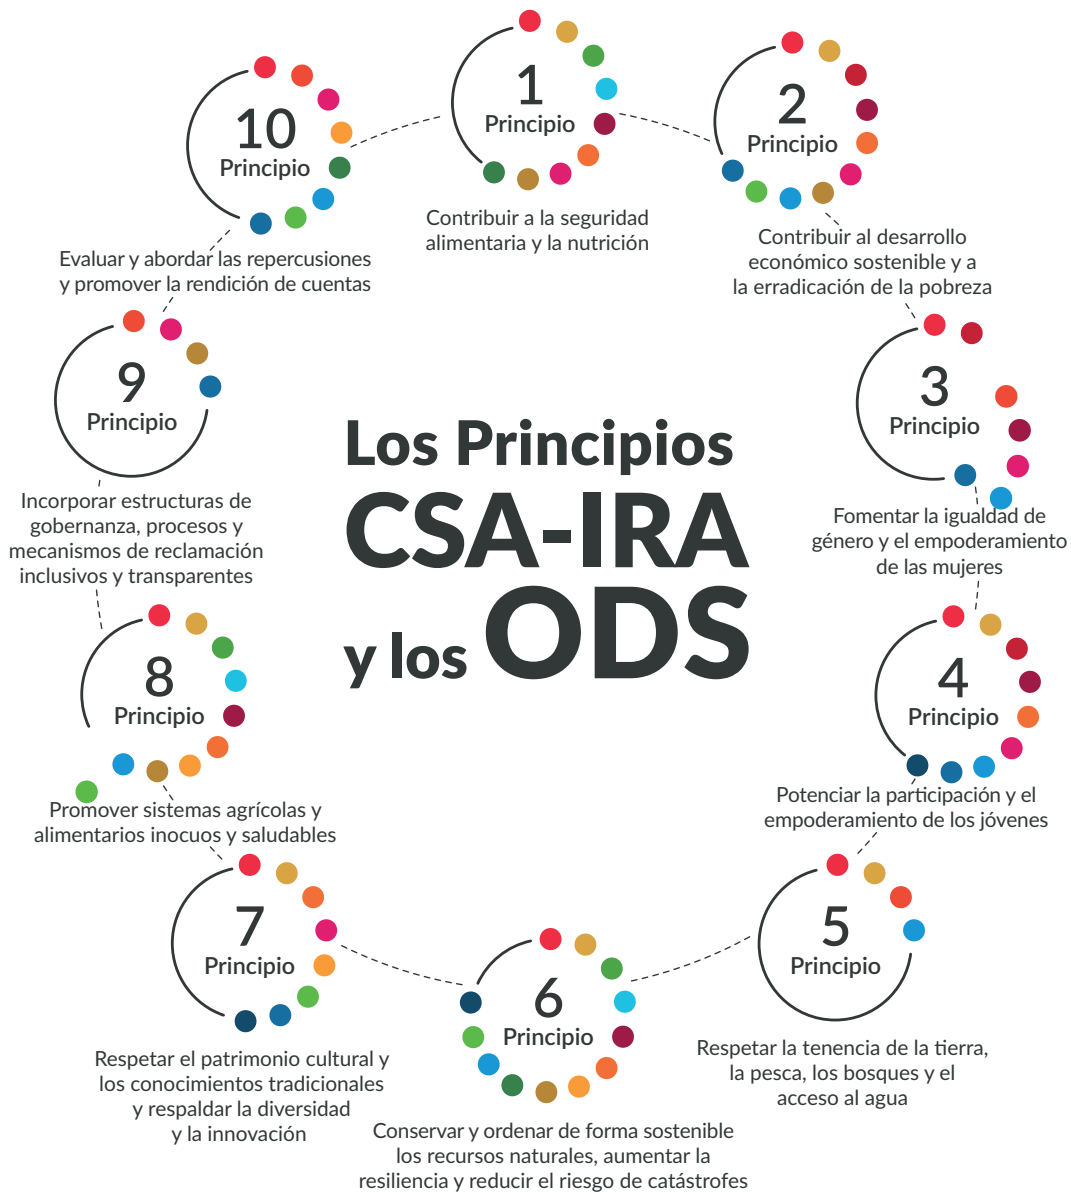 Los Principios
CSA-IRA
y los ODS
1
Principio
Contribuir a la seguridad
alimentaria y la nutrición
2
Principio
Contribuir al desarrollo
económico sostenible y a
la erradicación de la pobreza
3
Principio
Fomentar la igualdad de
género y el empoderamiento
de las mujeres
4
Principio
Potenciar la participación y el
empoderamiento de los jóvenes
5
Principio
Respetar la tenencia de la tierra,
la pesca, los bosques y el
acceso al agua
6
Principio
Conservar y ordenar de forma sostenible
los recursos naturales, aumentar la
resiliencia y reducir el riesgo de catástrofes
7
Principio
Respetar el patrimonio cultural y
los conocimientos tradicionales
y respaldar la diversidad
y la innovación
8
Principio
Promover sistemas agrícolas y
alimentarios inocuos y saludables
9
Principio
Incorporar estructuras de
gobernanza, procesos y
mecanismos de reclamación
inclusivos y transparentes
10
Principio
Evaluar y abordar las repercusiones
y promover la rendición de cuentas